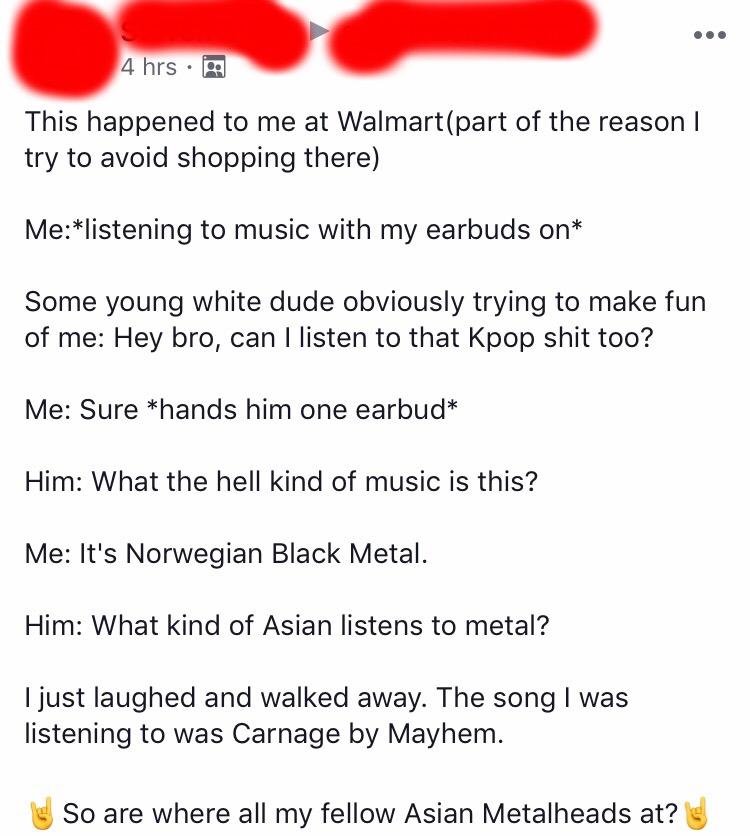 4 hrs ·
This happened to me at Walmart(part of the reason I
try to avoid shopping there)
Me:*listening to music with my earbuds on*
Some young white dude obviously trying to make fun
of me: Hey bro, can I listen to that Kpop shit too?
Me: Sure *hands him one earbud*
Him: What the hell kind of music is this?
Me: It's Norwegian Black Metal.
Him: What kind of Asian listens to metal?
I just laughed and walked away. The song I was
listening to was Carnage by Mayhem.
🤘 So are where all my fellow Asian Metalheads at?🤘